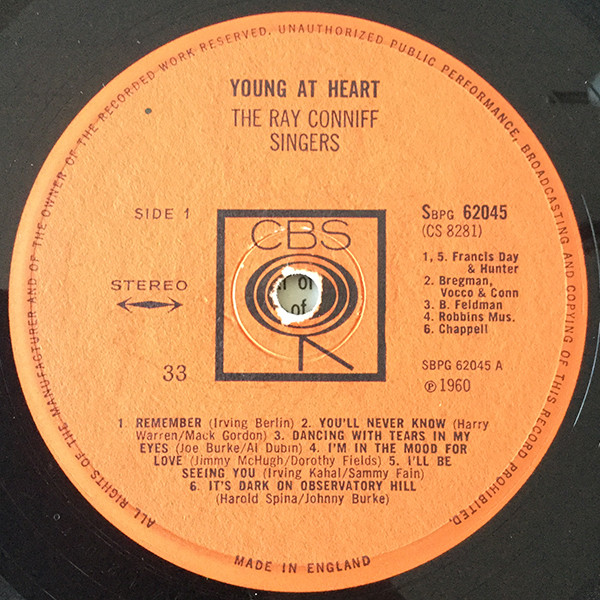 ALL RIGHTS OF THE MANUFACTURER AND OF THE OWNER OF THE RECORDED WORK RESERVED. UNAUTHORIZED PUBLIC PERFORMANCE, BROADCASTING AND COPYING OF THIS RECORD PROHIBITED.
YOUNG AT HEART
THE RAY CONNIFF
SINGERS
SIDE 1
SBPG 62045
(CS 8281)
CBS
STEREO
33
1, 5. Francis Day
& Hunter
2. Bregman,
Vocco & Conn
3. B. Feldman
4. Robbins Mus.
6. Chappell
SBPG 62045 A
℗ 1960
1. REMEMBER (Irving Berlin) 2. YOU'LL NEVER KNOW (Harry
Warren/Mack Gordon) 3. DANCING WITH TEARS IN MY
EYES (Joe Burke/Al Dubin) 4. I'M IN THE MOOD FOR
LOVE (Jimmy McHugh/Dorothy Fields) 5. I'LL BE
SEEING YOU (Irving Kahal/Sammy Fain)
6. IT'S DARK ON OBSERVATORY HILL
(Harold Spina/Johnny Burke)
MADE IN ENGLAND